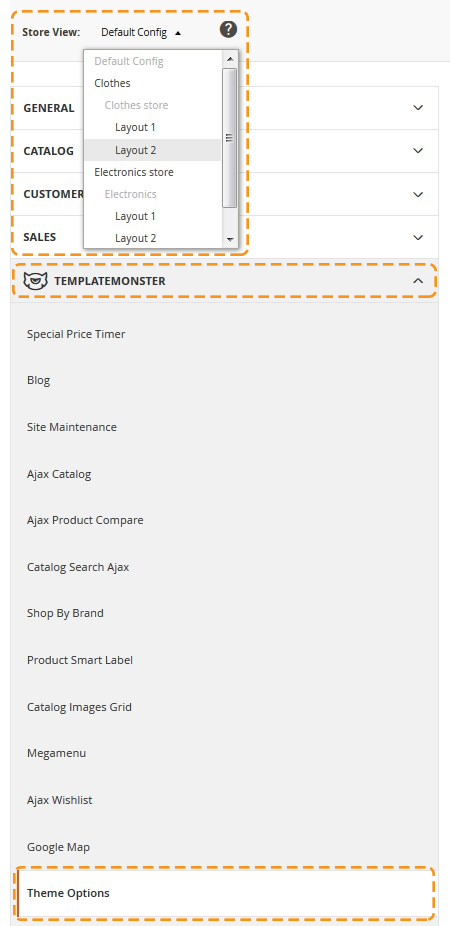 Store View: Default Config ?
Default Config
Clothes
GENERAL
Clothes store
Layout 1
CATALOG
Layout 2
Electronics store
CUSTOMER
Electronics
Layout 1
SALES
Layout 2
TEMPLATEMONSTER
Special Price Timer
Blog
Site Maintenance
Ajax Catalog
Ajax Product Compare
Catalog Search Ajax
Shop By Brand
Product Smart Label
Catalog Images Grid
Megamenu
Ajax Wishlist
Google Map
Theme Options